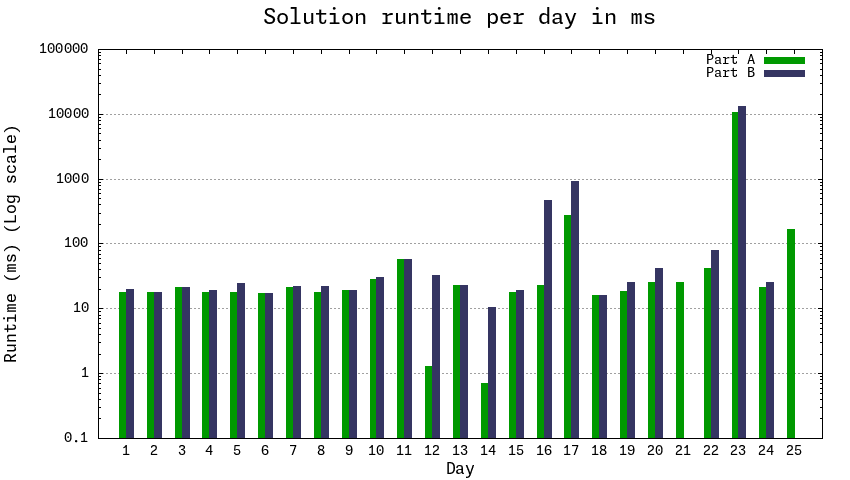 Solution runtime per day in ms
100000
10000
1000
100
10
1
0.1
Runtime (ms) (Log scale)
Part A
Part B
1 2 3 4 5 6 7 8 9 10 11 12 13 14 15 16 17 18 19 20 21 22 23 24 25
Day